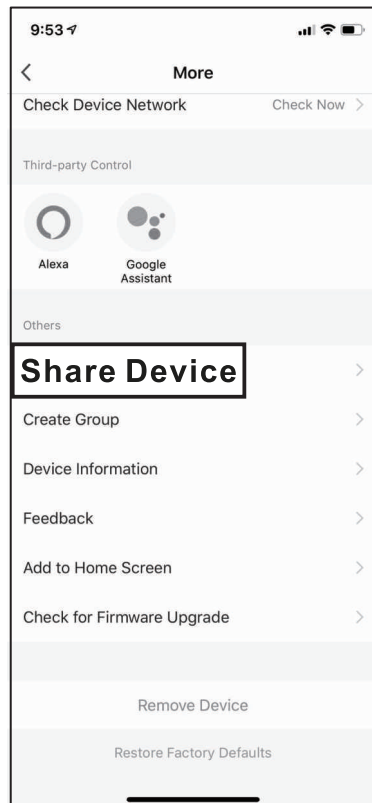 9:53
More
Check Device Network Check Now
Third-party Control
Alexa
Google
Assistant
Others
Share Device
Create Group
Device Information
Feedback
Add to Home Screen
Check for Firmware Upgrade
Remove Device
Restore Factory Defaults